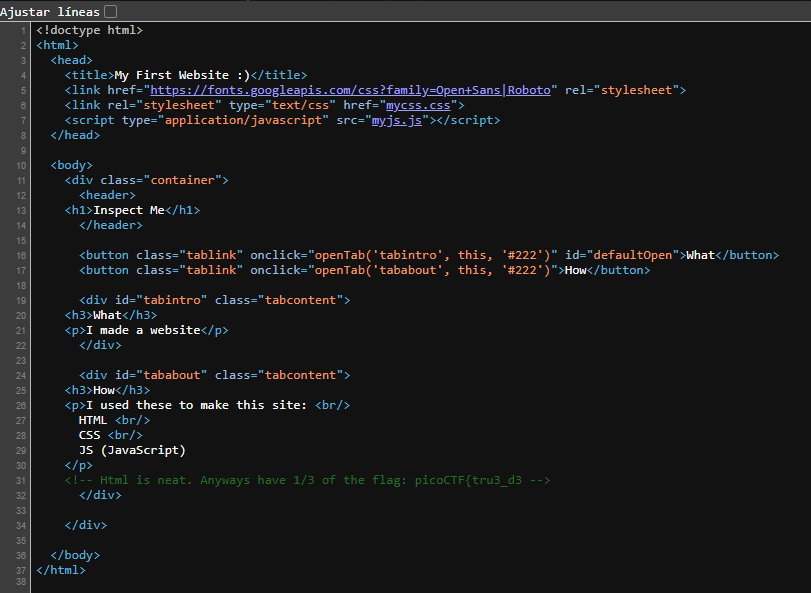 Ajustar líneas
1 <!doctype html>
2 <html>
3 <head>
4 <title>My First Website :)</title>
5 <link href="https://fonts.googleapis.com/css?family=Open+Sans|Roboto" rel="stylesheet">
6 <link rel="stylesheet" type="text/css" href="mycss.css">
7 <script type="application/javascript" src="myjs.js"></script>
8 </head>
9
10 <body>
11 <div class="container">
12 <header>
13 <h1>Inspect Me</h1>
14 </header>
15
16 <button class="tablink" onclick="openTab('tabintro', this, '#222')" id="defaultOpen">What</button>
17 <button class="tablink" onclick="openTab('tababout', this, '#222')">How</button>
18
19 <div id="tabintro" class="tabcontent">
20 <h3>What</h3>
21 <p>I made a website</p>
22 </div>
23
24 <div id="tababout" class="tabcontent">
25 <h3>How</h3>
26 <p>I used these to make this site: <br/>
27 HTML <br/>
28 CSS <br/>
29 JS (JavaScript)
30 </p>
31 <!-- Html is neat. Anyways have 1/3 of the flag: picoCTF{tru3_d3 -->
32 </div>
33
34 </div>
35
36 </body>
37 </html>
38